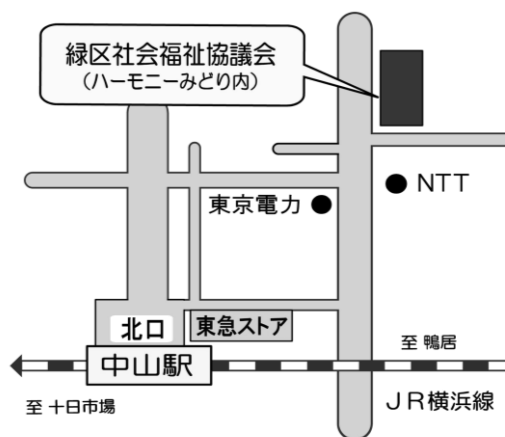 緑区社会福祉協議会
(ハーモニーみどり内)
NTT
東京電力
北口
東急ストア
至 鴨居
中山駅
至 十日市場
JR横浜線